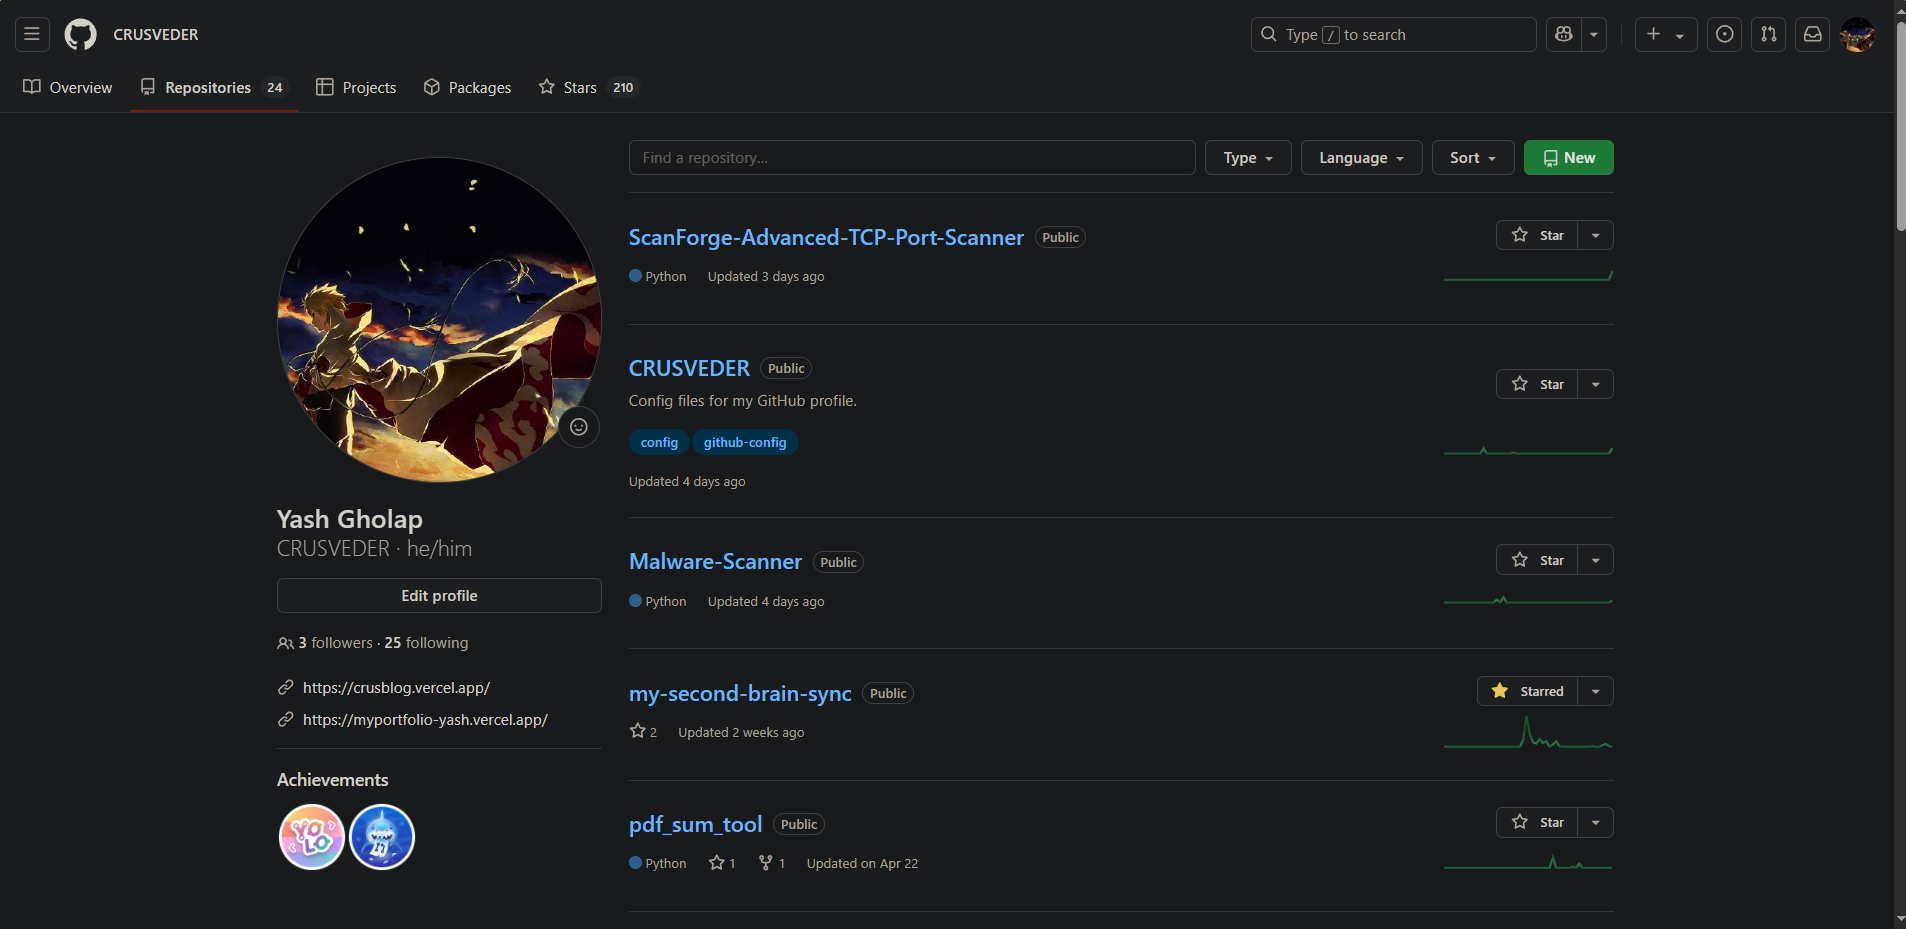 CRUSVEDER
Type / to search
Overview
Repositories 24
Projects
Packages
Stars 210
Find a repository...
Type
Language
Sort
New
ScanForge-Advanced-TCP-Port-Scanner Public
Star
Python Updated 3 days ago
CRUSVEDER Public
Star
Config files for my GitHub profile.
config github-config
Updated 4 days ago
Malware-Scanner Public
Star
Python Updated 4 days ago
my-second-brain-sync Public
Starred
2 Updated 2 weeks ago
pdf_sum_tool Public
Star
Python 1 1 Updated on Apr 22
Yash Gholap
CRUSVEDER · he/him
Edit profile
3 followers · 25 following
https://crusblog.vercel.app/
https://myportfolio-yash.vercel.app/
Achievements
YOLO